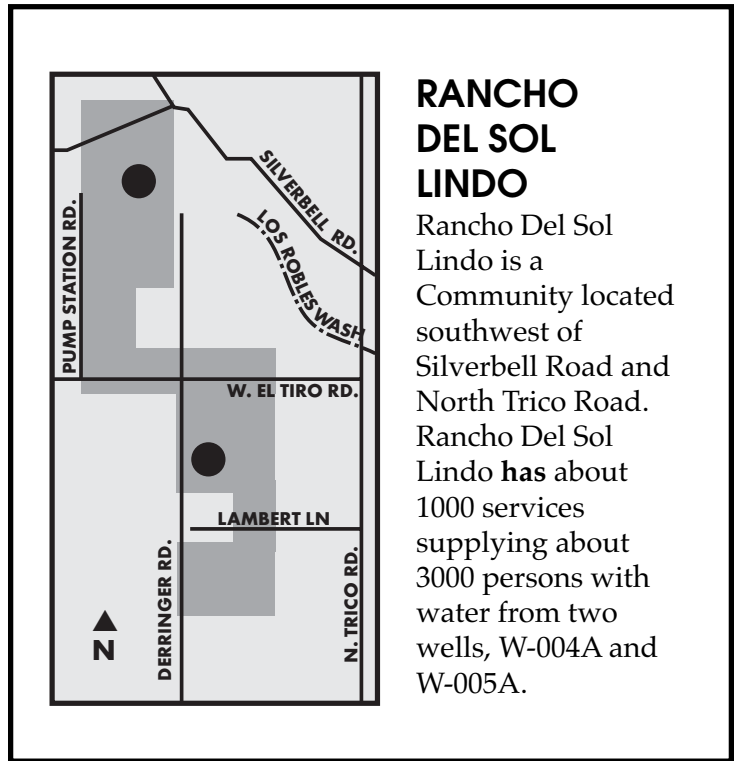 SILVERBELL RD.
LOS ROBLES WASH
PUMP STATION RD.
W. EL TIRO RD.
LAMBERT LN
DERRINGER RD.
N. TRICO RD.
N
RANCHO
DEL SOL
LINDO
Rancho Del Sol
Lindo is a
Community located
southwest of
Silverbell Road and
North Trico Road.
Rancho Del Sol
Lindo has about
1000 services
supplying about
3000 persons with
water from two
wells, W-004A and
W-005A.